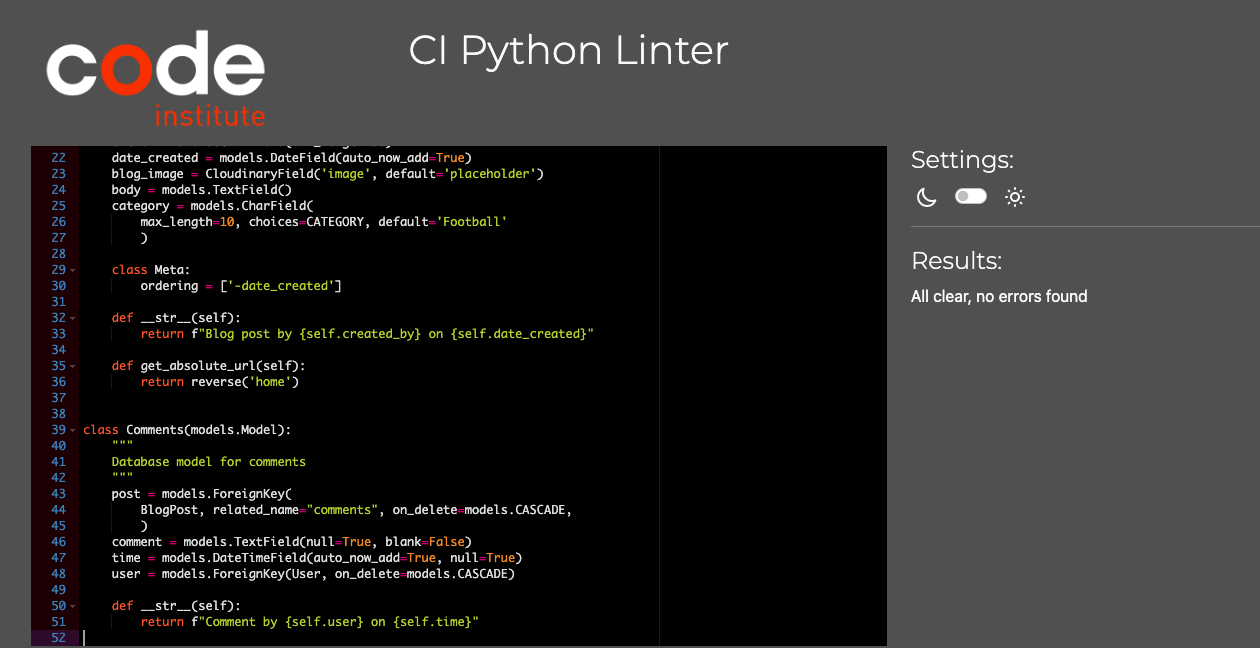 code
institute
CI Python Linter
22 date_created = models.DateField(auto_now_add=True)
23 blog_image = CloudinaryField('image', default='placeholder')
24 body = models.TextField()
25 category = models.CharField(
26 max_length=10, choices=CATEGORY, default='Football'
27 )
28
29 class Meta:
30 ordering = ['-date_created']
31
32 def __str__(self):
33 return f"Blog post by {self.created_by} on {self.date_created}"
34
35 def get_absolute_url(self):
36 return reverse('home')
37
38
39 class Comments(models.Model):
40 """
41 Database model for comments
42 """
43 post = models.ForeignKey(
44 BlogPost, related_name="comments", on_delete=models.CASCADE,
45 )
46 comment = models.TextField(null=True, blank=False)
47 time = models.DateTimeField(auto_now_add=True, null=True)
48 user = models.ForeignKey(User, on_delete=models.CASCADE)
49
50 def __str__(self):
51 return f"Comment by {self.user} on {self.time}"
52
Settings:
Results:
All clear, no errors found